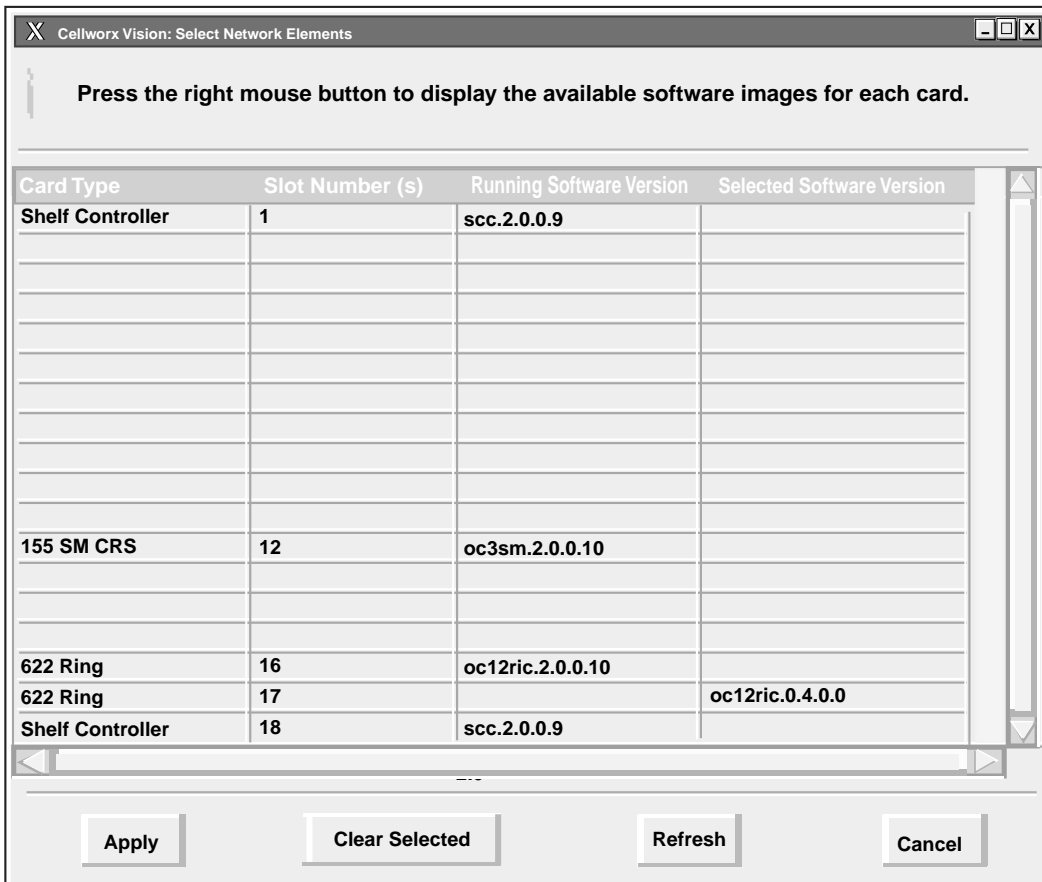 X Cellworx Vision: Select Network Elements
Press the right mouse button to display the available software images for each card.
Card Type Slot Number (s) Running Software Version Selected Software Version
Shelf Controller 1 scc.2.0.0.9
155 SM CRS 12 oc3sm.2.0.0.10
622 Ring 16 oc12ric.2.0.0.10
622 Ring 17 oc12ric.0.4.0.0
Shelf Controller 18 scc.2.0.0.9
Apply Clear Selected Refresh Cancel